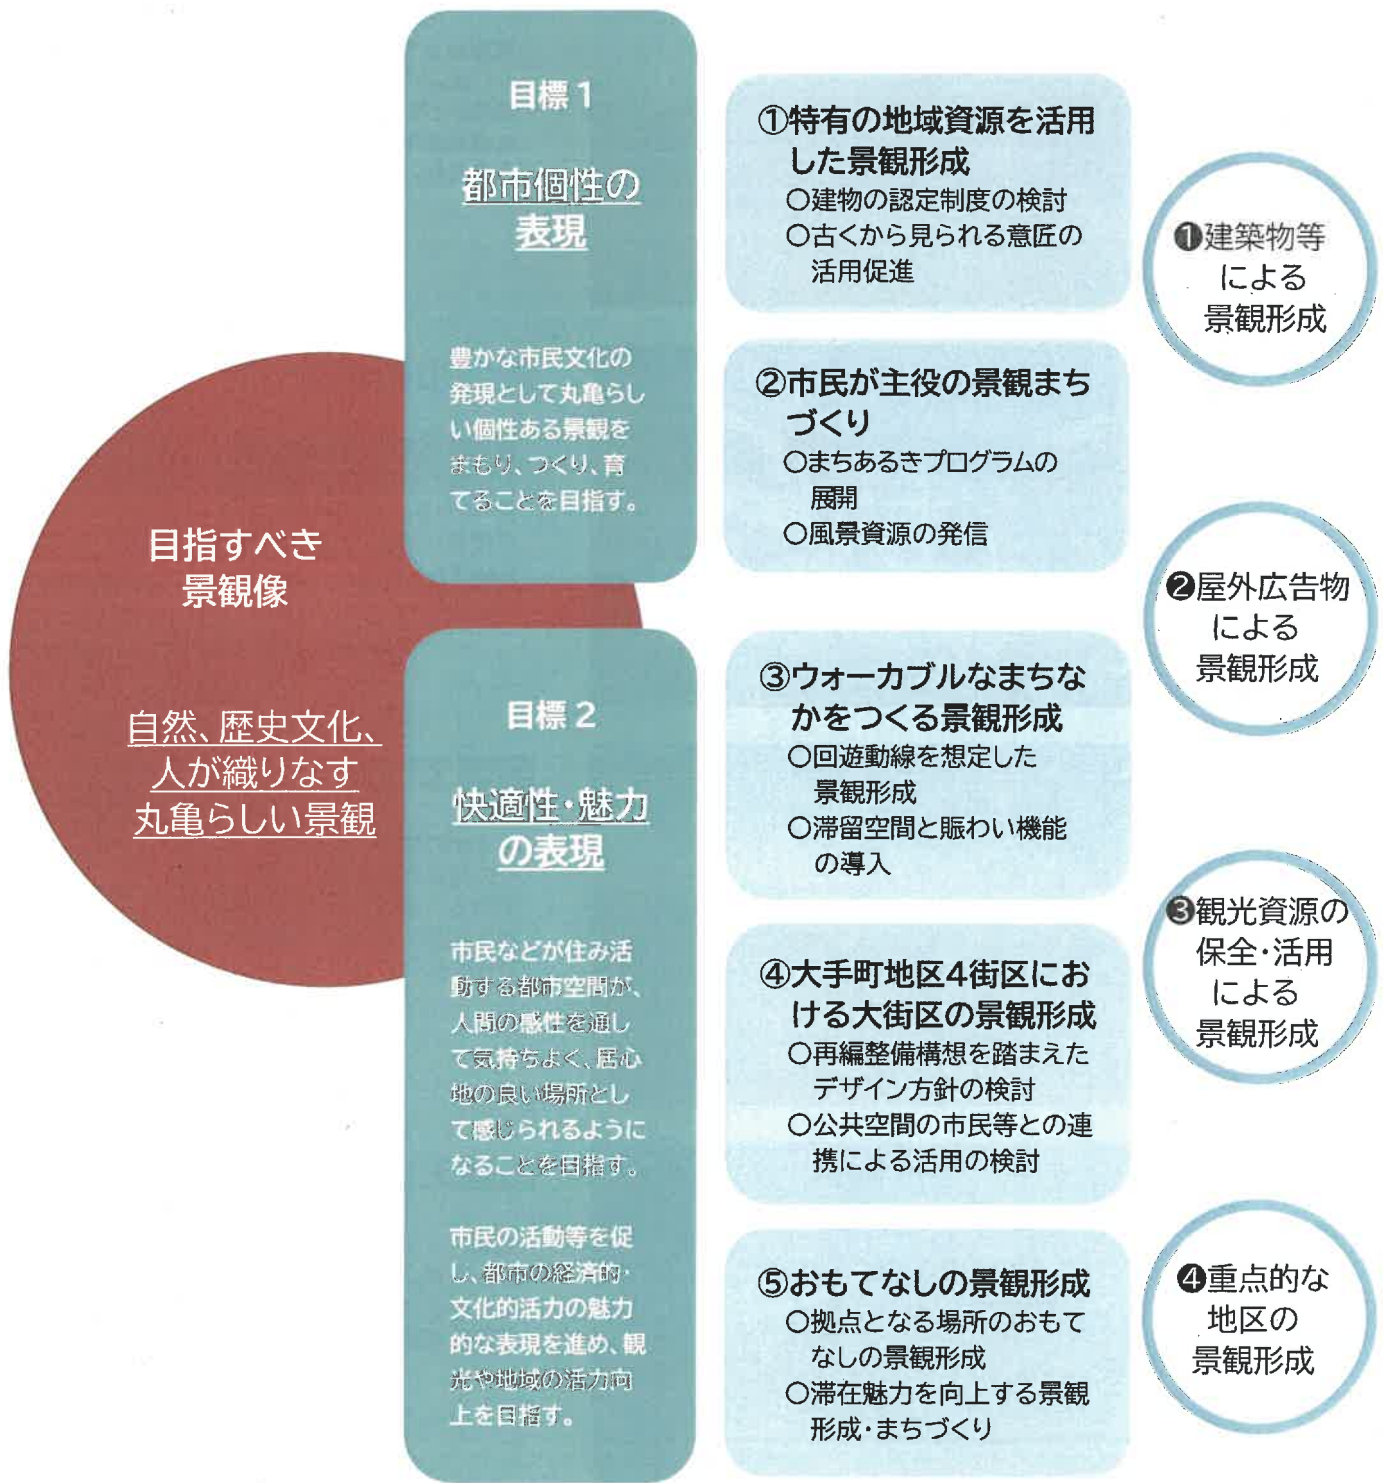 目指すべき
景観像
自然、歴史文化、
人が織りなす
丸亀らしい景観
目標1
都市個性の
表現
豊かな市民文化の
発現として丸亀らし
い個性ある景観を
まもり、つくり、育
てることを目指す。
目標2
快適性・魅力
の表現
市民などが住み活
動する都市空間が、
人間の感性を通し
て気持ちよく、居心
地の良い場所とし
て感じられるように
なることを目指す。
市民の活動等を促
し、都市の経済的・
文化的活力の魅力
的な表現を進め、観
光や地域の活力向
上を目指す。
①特有の地域資源を活用
した景観形成
○建物の認定制度の検討
○古くから見られる意匠の
活用促進
②市民が主役の景観まち
づくり
○まちあるきプログラムの
展開
○風景資源の発信
③ウォーカブルなまちな
かをつくる景観形成
○回遊動線を想定した
景観形成
○滞留空間と賑わい機能
の導入
④大手町地区4街区にお
ける大街区の景観形成
○再編整備構想を踏まえた
デザイン方針の検討
○公共空間の市民等との連
携による活用の検討
⑤おもてなしの景観形成
○拠点となる場所のおもて
なしの景観形成
○滞在魅力を向上する景観
形成・まちづくり
❶建築物等
による
景観形成
❷屋外広告物
による
景観形成
❸観光資源の
保全・活用
による
景観形成
❹重点的な
地区の
景観形成